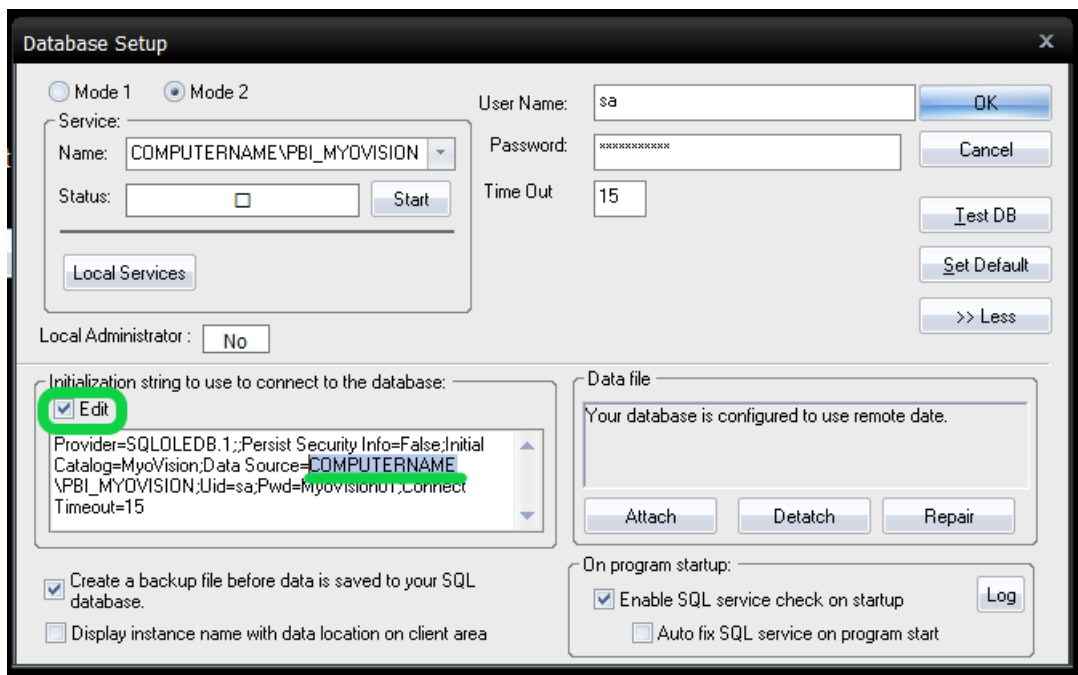 Database Setup
x
Mode 1
Mode 2
Service:
Name:
COMPUTERNAME\PBI_MYOVISION
Status:
Start
Local Services
User Name:
sa
Password:
xxxxxxxxxxx
Time Out
15
OK
Cancel
Test DB
Set Default
>> Less
Local Administrator :
No
Initialization string to use to connect to the database:
Edit
Provider=SQLOLEDB.1;;Persist Security Info=False;Initial
Catalog=MyoVision;Data Source=COMPUTERNAME
\PBI_MYOVISION;Uid=sa;Pwd=MyoVision01;Connect
Timeout=15
Data file
Your database is configured to use remote date.
Attach
Detatch
Repair
Create a backup file before data is saved to your SQL
database.
Display instance name with data location on client area
On program startup:
Enable SQL service check on startup
Log
Auto fix SQL service on program start